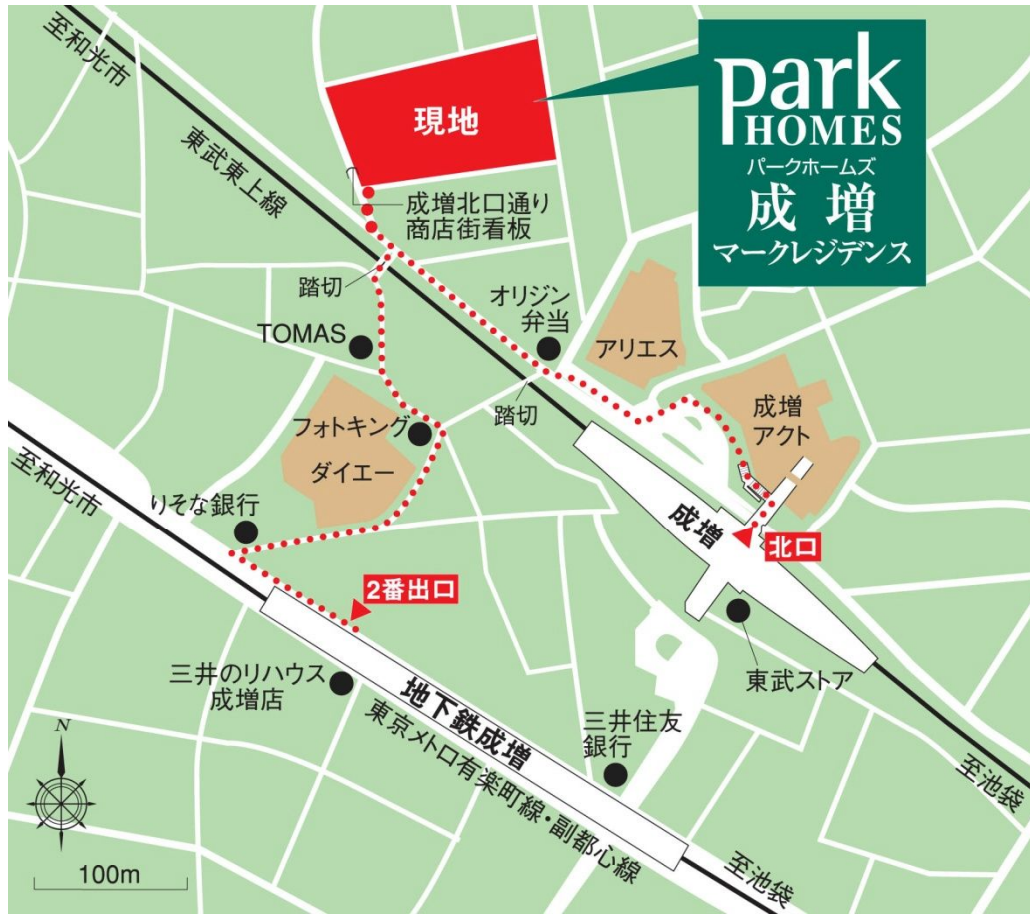 至和光市
東武東上線
現地
park
HOMES
パークホームズ
成増
マークレジデンス
成増北口通り
商店街看板
踏切
オリジン
弁当
TOMAS
アリエス
踏切
成増
アクト
フォトキング
ダイエー
至和光市
りそな銀行
成増
北口
2番出口
三井のリハウス
成増店
地下鉄成増
東京メトロ有楽町線・副都心線
東武ストア
三井住友
銀行
至池袋
至池袋
N
100m